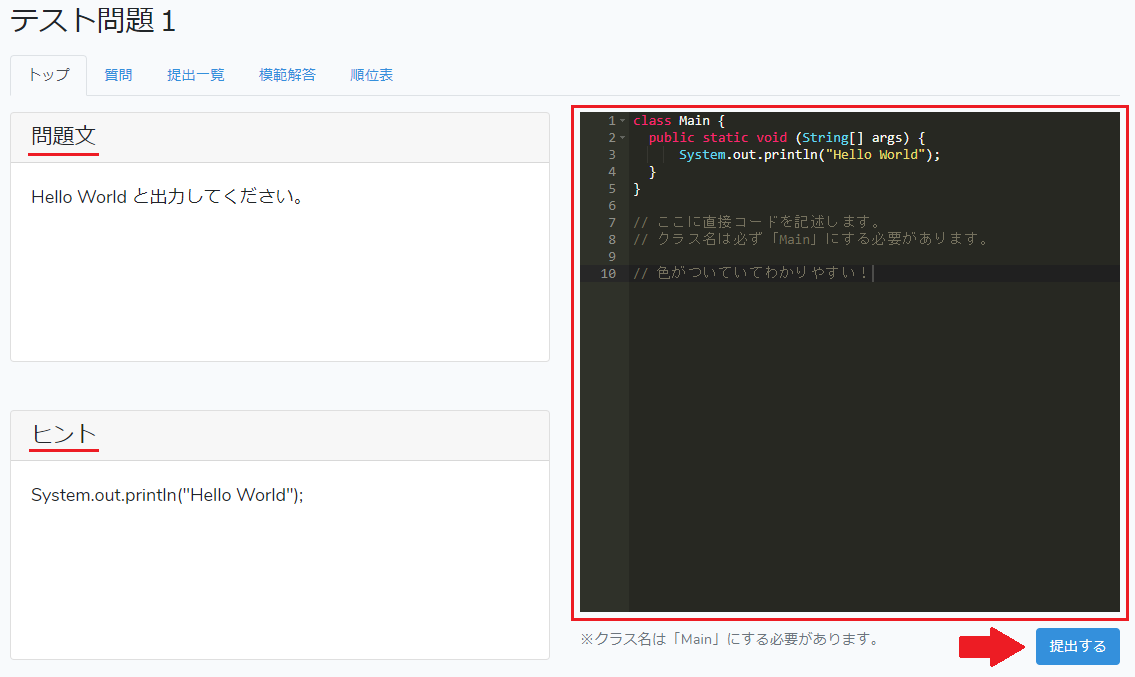 テスト問題１
トップ 質問 提出一覧 模範解答 順位表
問題文
Hello World と出力してください。
ヒント
System.out.println("Hello World");
1 class Main {
2 public static void (String[] args) {
3 System.out.println("Hello World");
4 }
5 }
6
7 // ここに直接コードを記述します。
8 // クラス名は必ず「Main」にする必要があります。
9
10 // 色がついていてわかりやすい！
※クラス名は「Main」にする必要があります。
提出する